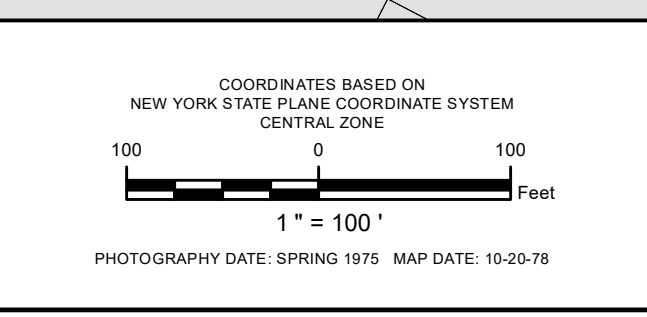 COORDINATES BASED ON
NEW YORK STATE PLANE COORDINATE SYSTEM
CENTRAL ZONE
100 0 100
Feet
1 " = 100 '
PHOTOGRAPHY DATE: SPRING 1975 MAP DATE: 10-20-78